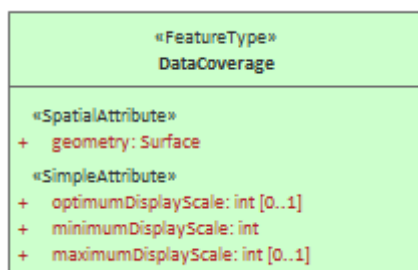 «FeatureType»
DataCoverage
«SpatialAttribute»
+ geometry: Surface
«SimpleAttribute»
+ optimumDisplayScale: int [0..1]
+ minimumDisplayScale: int
+ maximumDisplayScale: int [0..1]